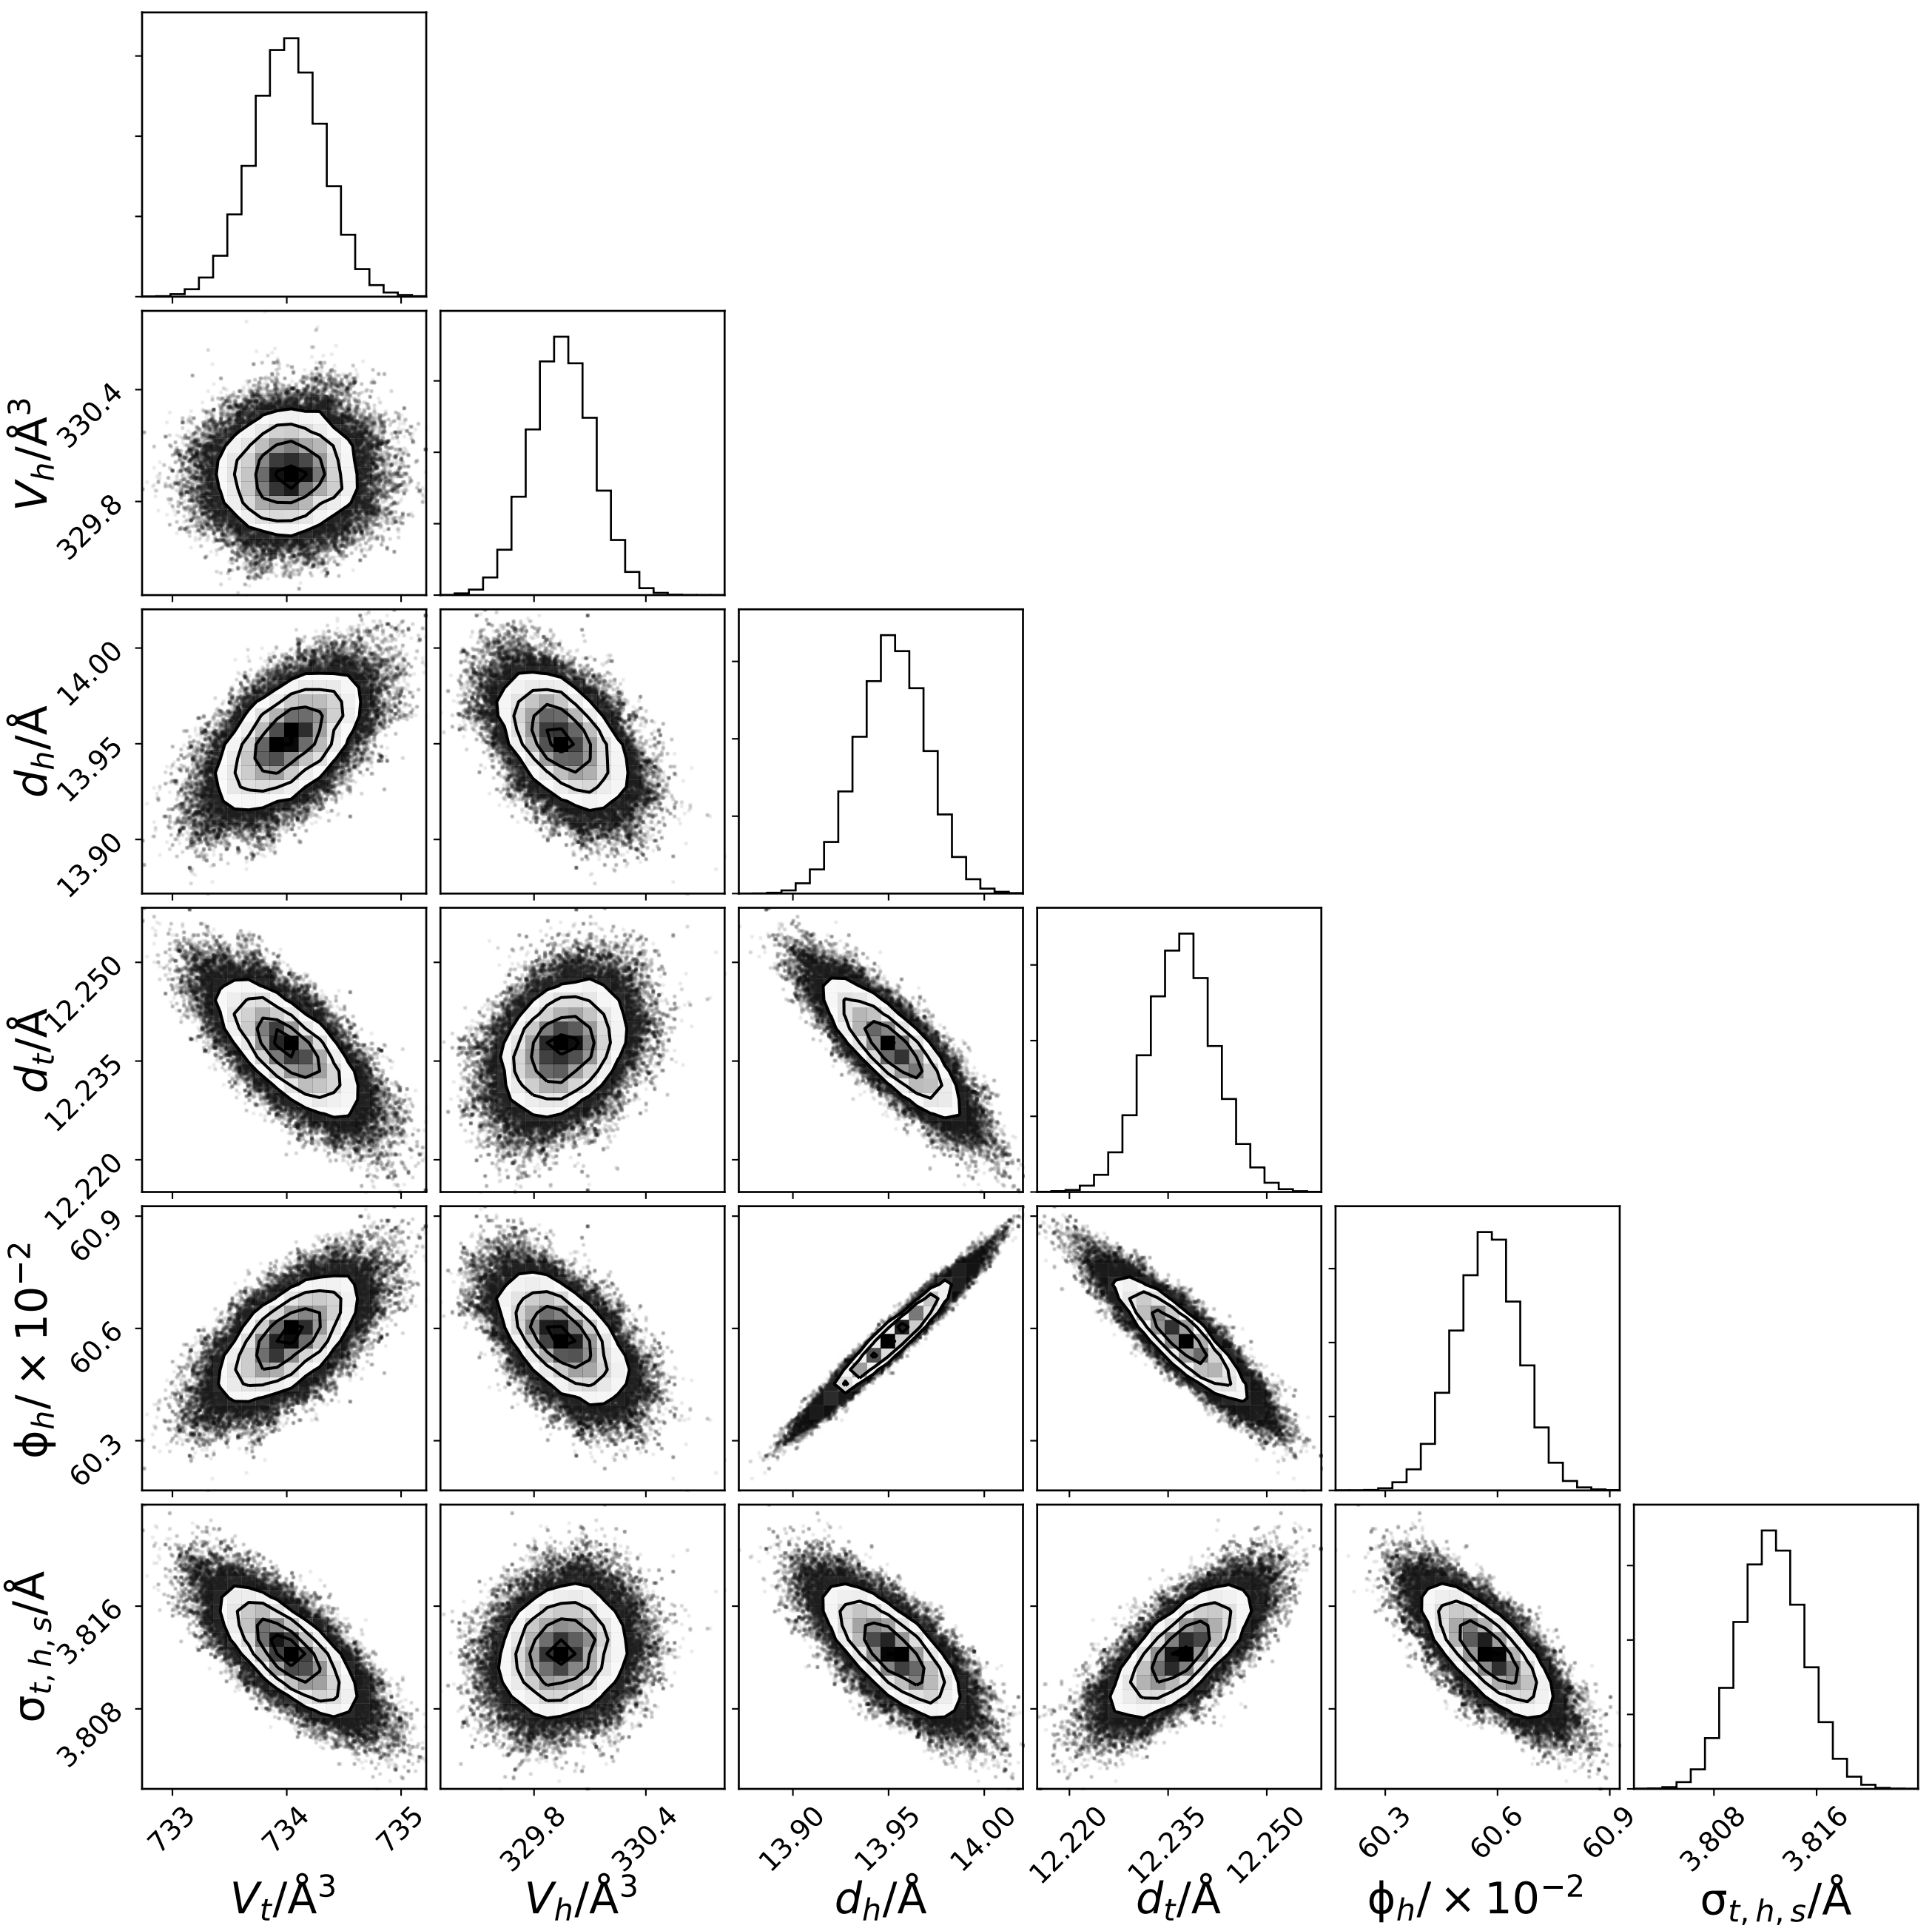 V_h/Å^3
330.4
329.8
d_h/Å
14.00
13.95
13.90
d_t/Å
12.250
12.235
12.220
ϕ_h/ × 10^−2
60.9
60.6
60.3
σ_t, h, s/Å
3.816
3.808
733 734 735 329.8 330.4 13.90 13.95 14.00 12.220 12.235 12.250 60.3 60.6 60.9 3.808 3.816
V_t/Å^3 V_h/Å^3 d_h/Å d_t/Å ϕ_h/ × 10^−2 σ_t, h, s/Å